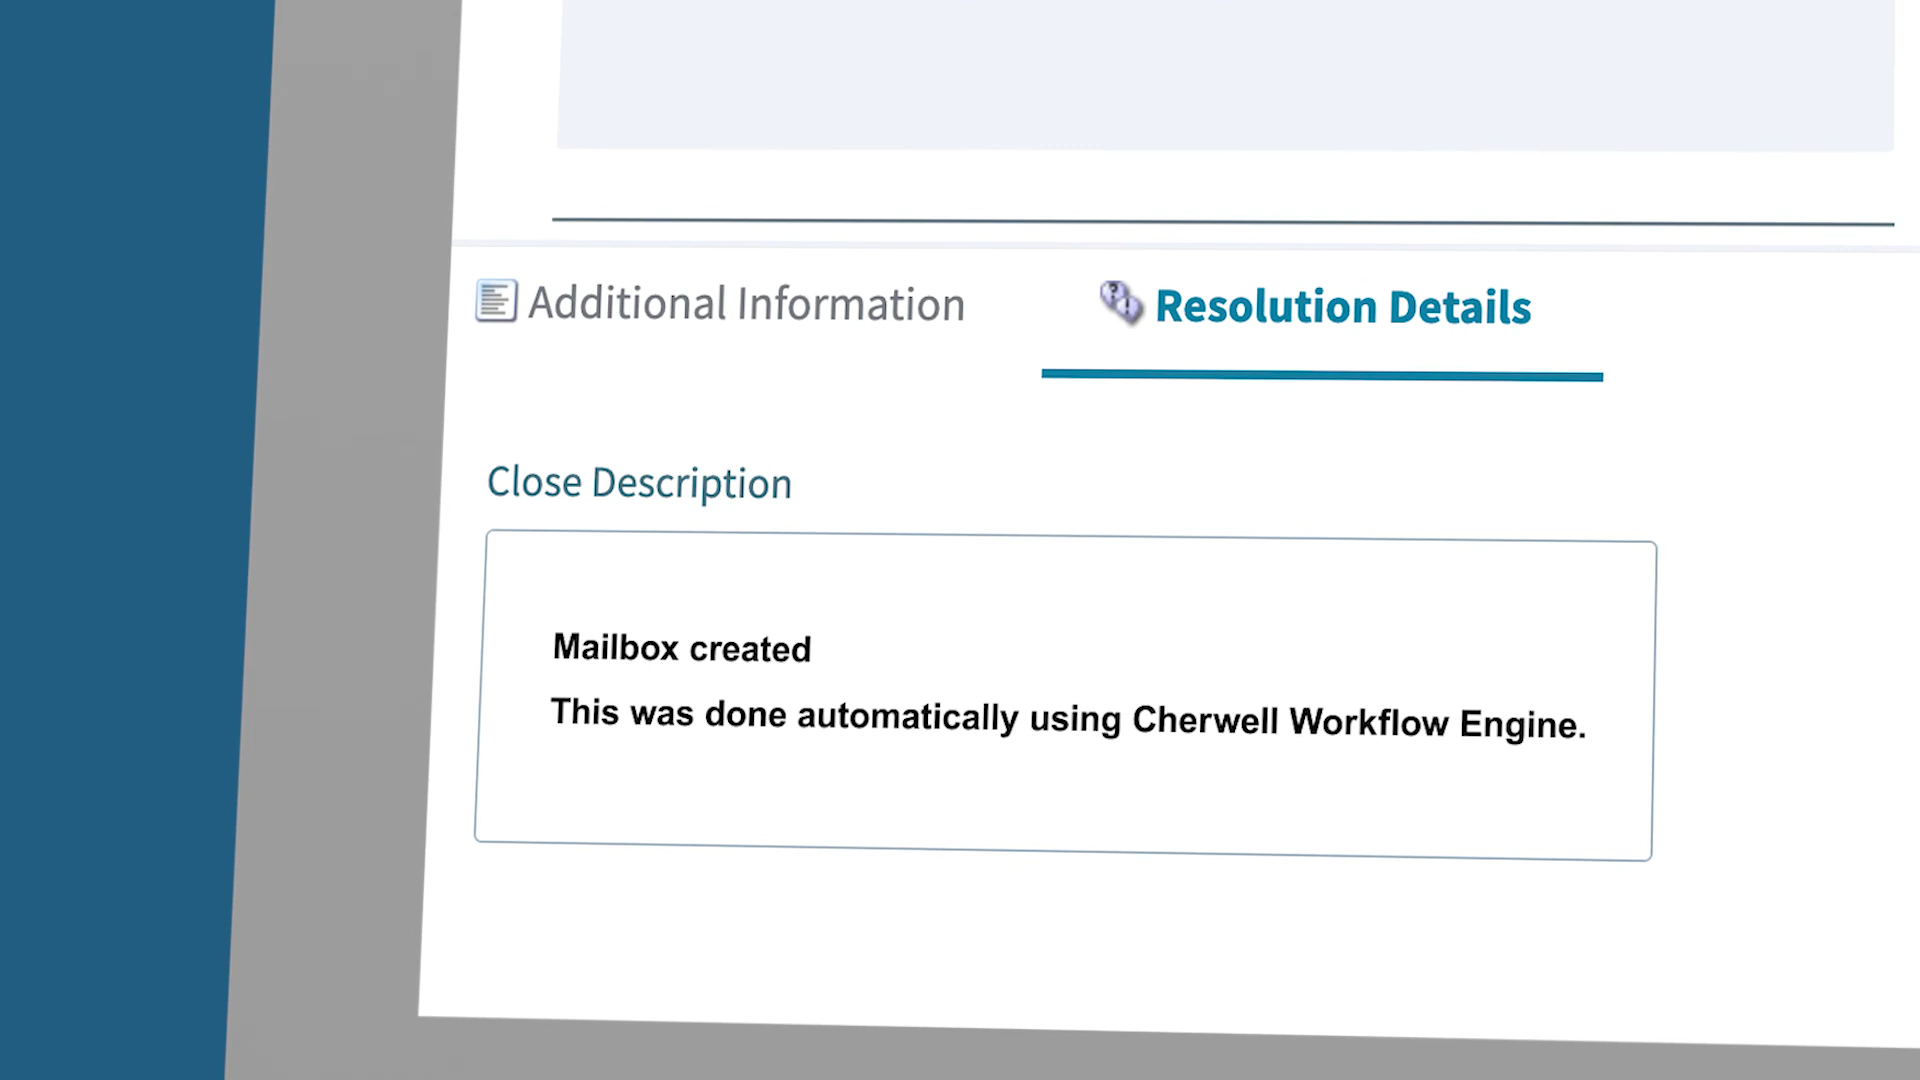 Additional Information
Resolution Details
Close Description
Mailbox created
This was done automatically using Cherwell Workflow Engine.